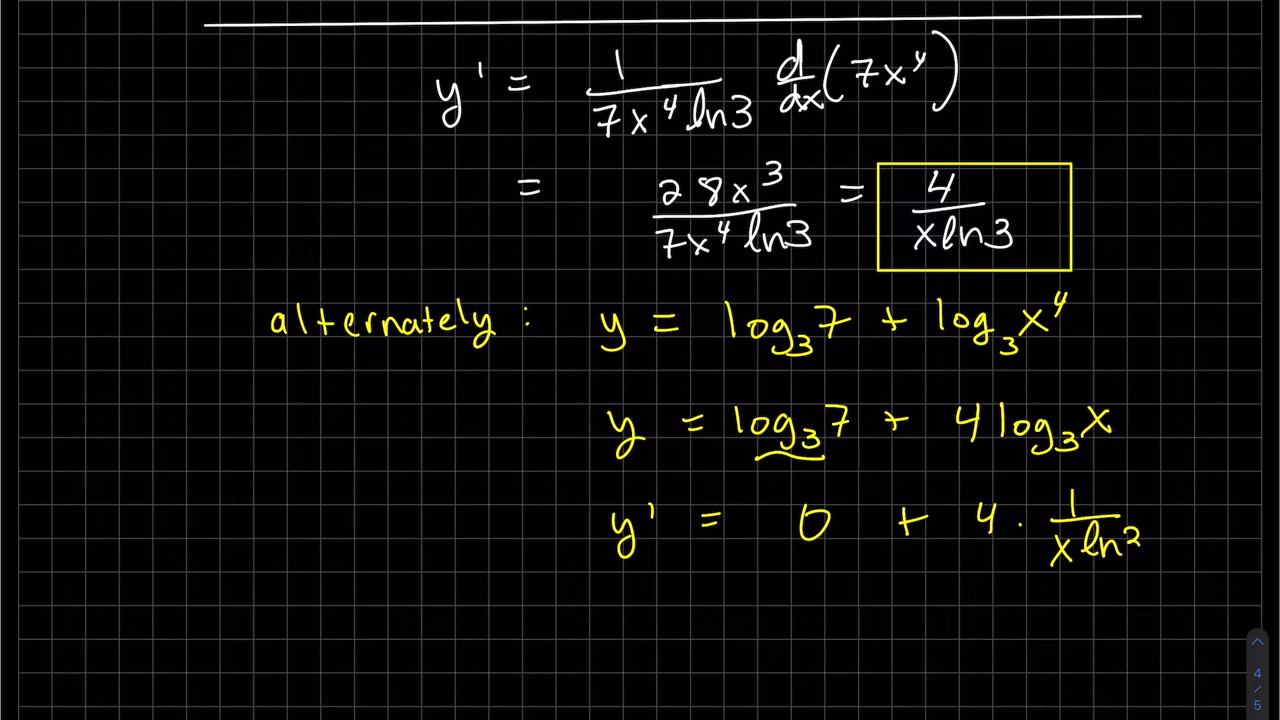 y' = 1/(7x⁴ ln3) d/dx (7x⁴)
= 28x³/(7x⁴ ln3) = 4/(x ln3)
alternately: y = log₃7 + log₃x⁴
y = log₃7 + 4 log₃x
y' = 0 + 4 · 1/(x ln2
4 / 5